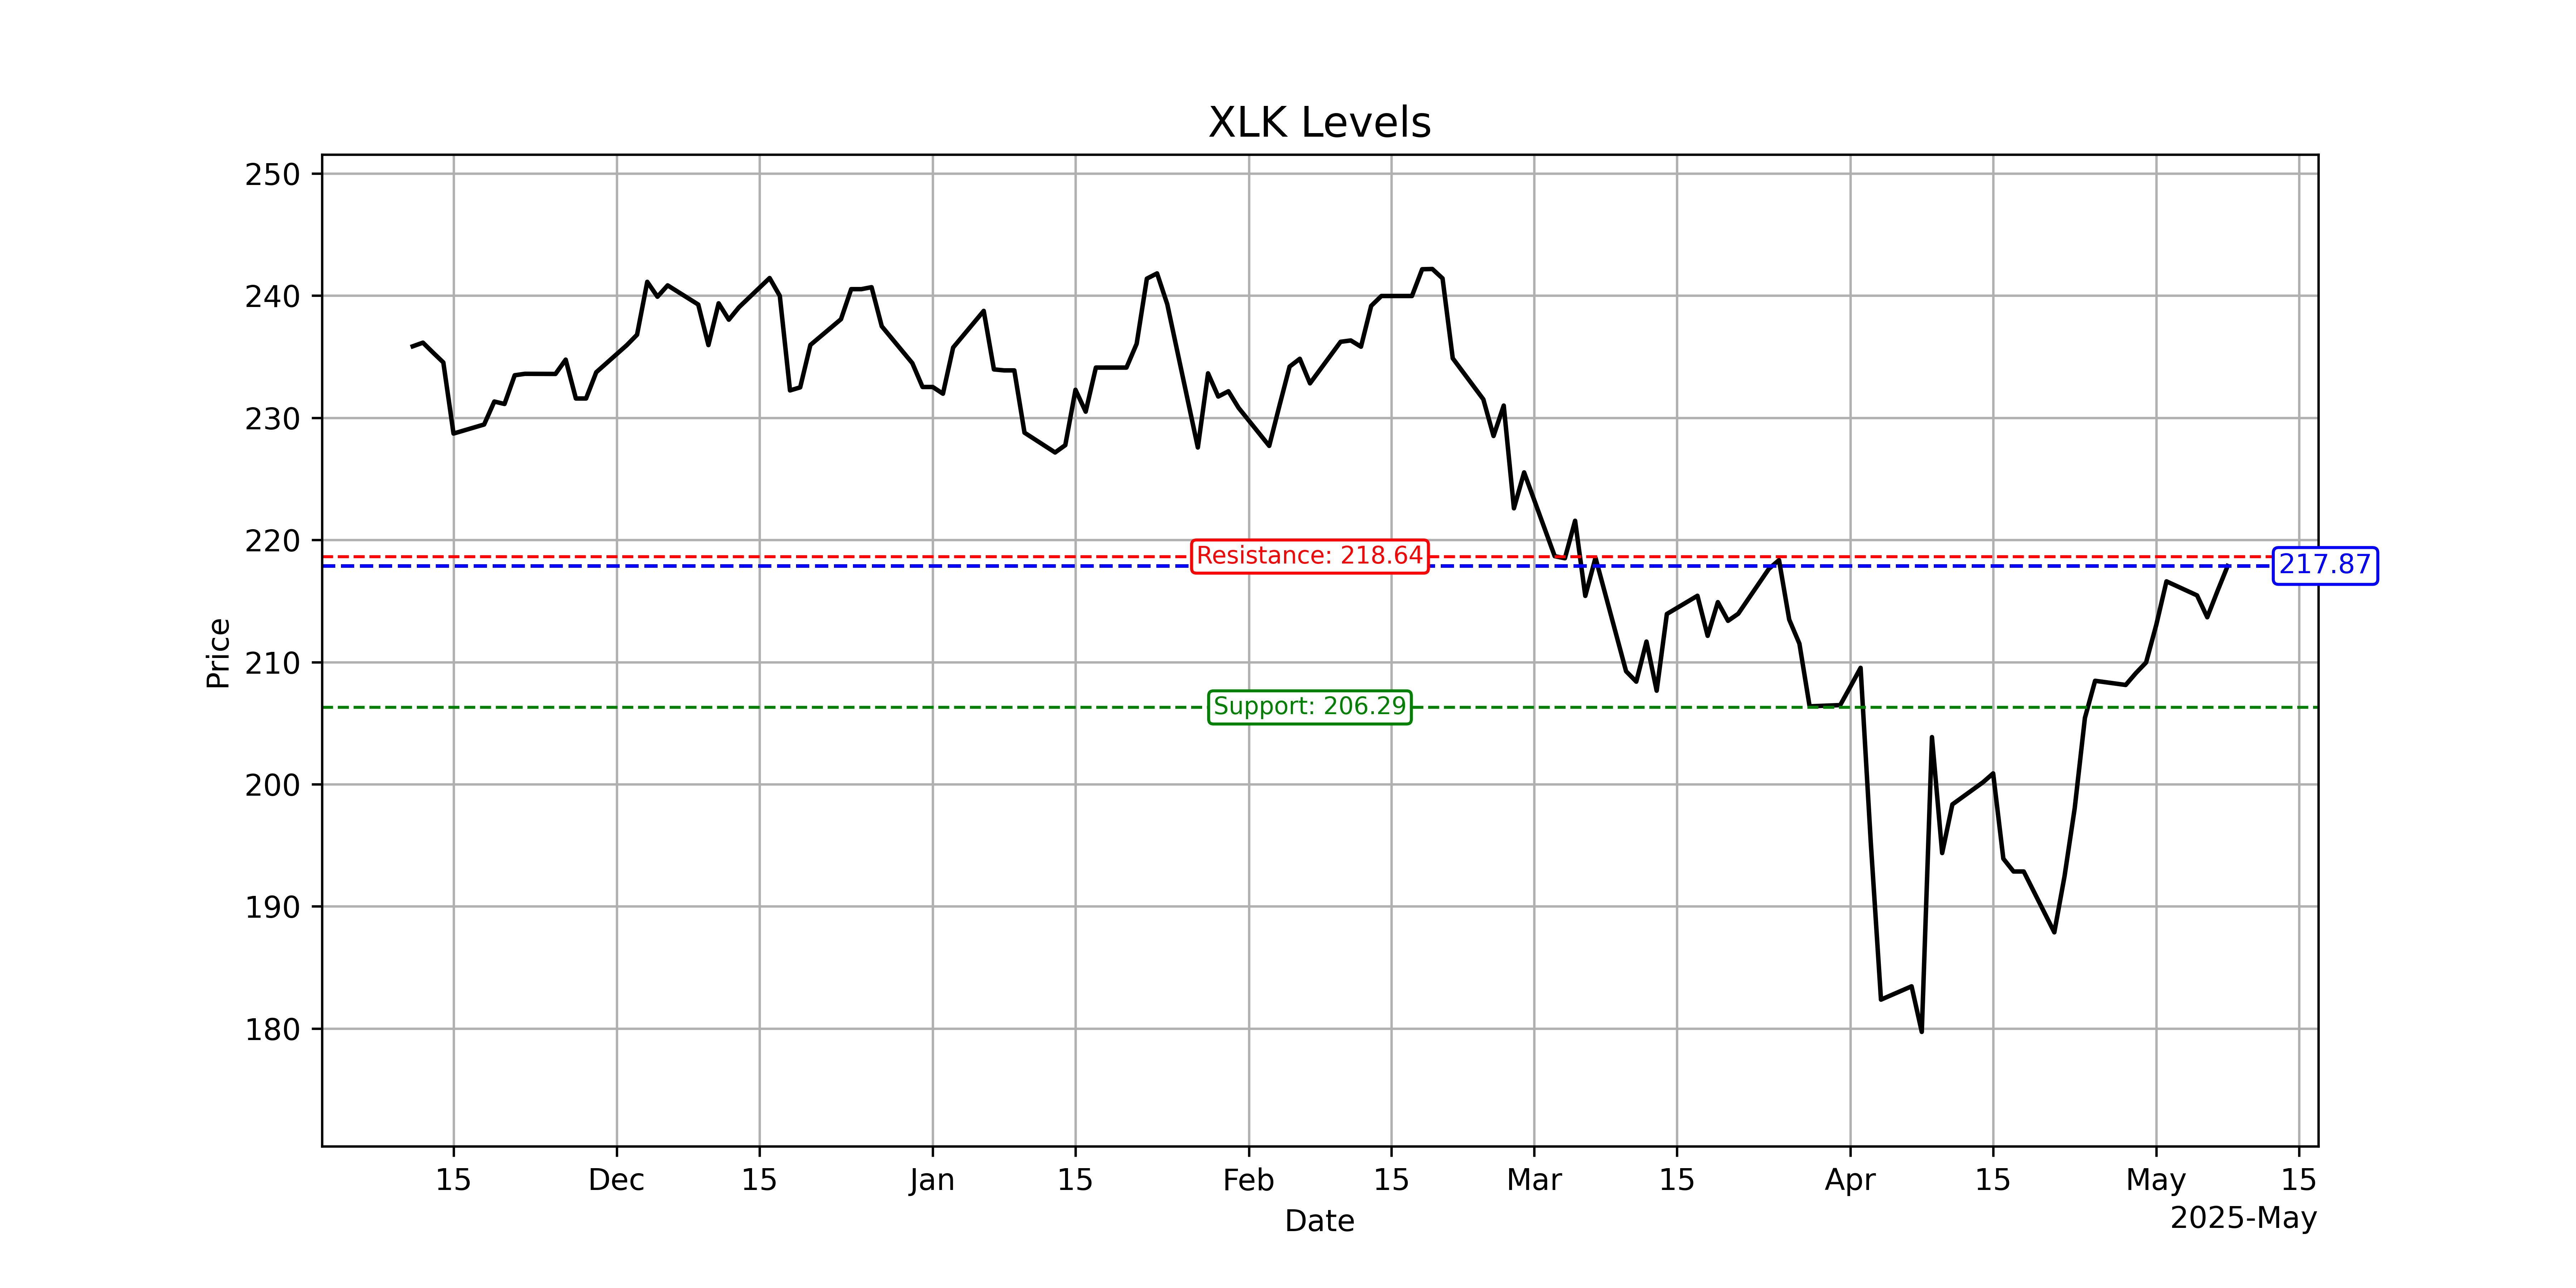 XLK Levels
250
240
230
220
210
200
190
180
Price
Resistance: 218.64
217.87
Support: 206.29
15 Dec 15 Jan 15 Feb 15 Mar 15 Apr 15 May 15
Date
2025-May